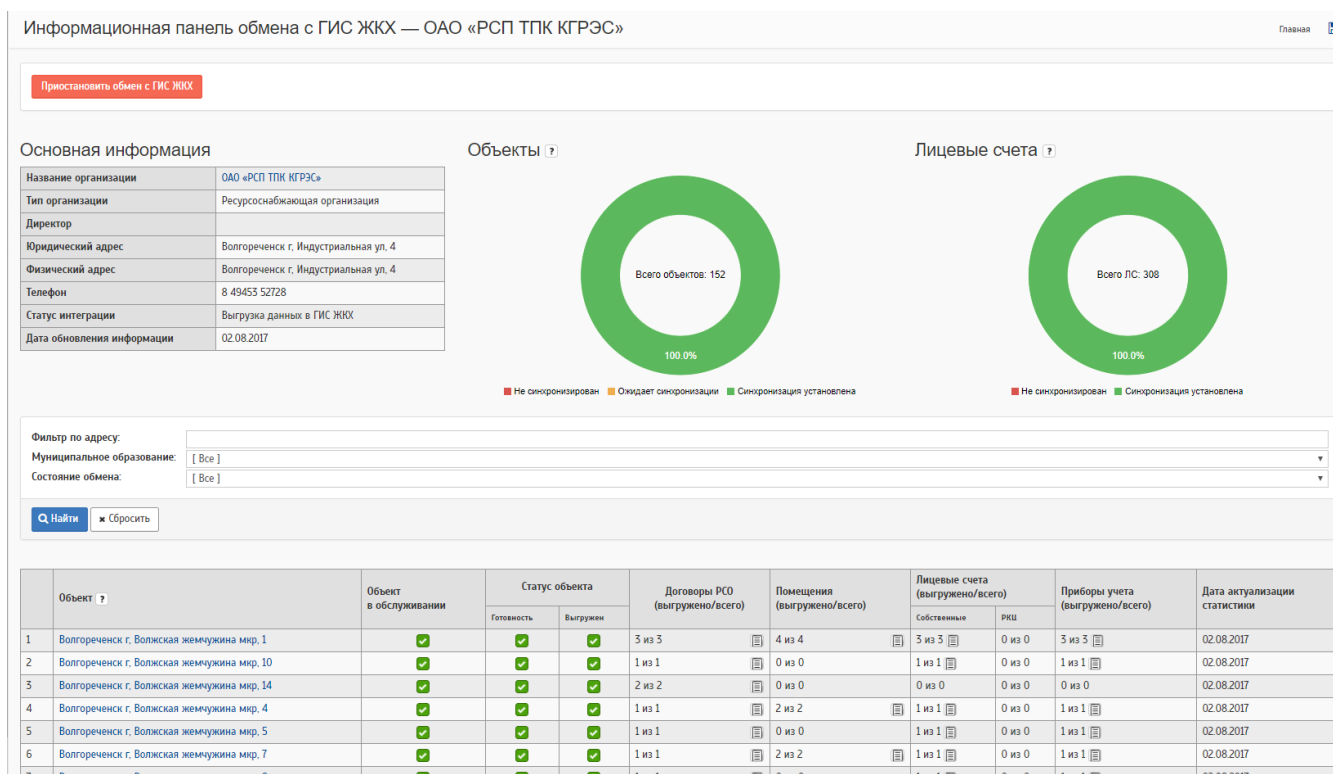 Информационная панель обмена с ГИС ЖКХ — ОАО «РСП ТПК КГРЭС»
Главная
Приостановить обмен с ГИС ЖКХ
Основная информация
Объекты ?
Лицевые счета ?
Название организации ОАО «РСП ТПК КГРЭС»
Тип организации Ресурсоснабжающая организация
Директор
Юридический адрес Волгореченск г, Индустриальная ул, 4
Физический адрес Волгореченск г, Индустриальная ул, 4
Телефон 8 49453 52728
Статус интеграции Выгрузка данных в ГИС ЖКХ
Дата обновления информации 02.08.2017
Всего объектов: 152
100.0%
Не синхронизирован Ожидает синхронизации Синхронизация установлена
Всего ЛС: 308
100.0%
Не синхронизирован Синхронизация установлена
Фильтр по адресу:
Муниципальное образование: [ Все ]
Состояние обмена: [ Все ]
Найти × Сбросить
Объект ? Объект в обслуживании Статус объекта Договоры РСО (выгружено/всего) Помещения (выгружено/всего) Лицевые счета (выгружено/всего) Приборы учета (выгружено/всего) Дата актуализации статистики
Готовность Выгружен Собственные РКЦ
1 Волгореченск г, Волжская жемчужина мкр, 1 3 из 3 4 из 4 3 из 3 0 из 0 3 из 3 02.08.2017
2 Волгореченск г, Волжская жемчужина мкр, 10 1 из 1 0 из 0 1 из 1 0 из 0 1 из 1 02.08.2017
3 Волгореченск г, Волжская жемчужина мкр, 14 2 из 2 0 из 0 0 из 0 0 из 0 0 из 0 02.08.2017
4 Волгореченск г, Волжская жемчужина мкр, 4 1 из 1 2 из 2 1 из 1 0 из 0 1 из 1 02.08.2017
5 Волгореченск г, Волжская жемчужина мкр, 5 1 из 1 0 из 0 1 из 1 0 из 0 1 из 1 02.08.2017
6 Волгореченск г, Волжская жемчужина мкр, 7 1 из 1 2 из 2 1 из 1 0 из 0 1 из 1 02.08.2017